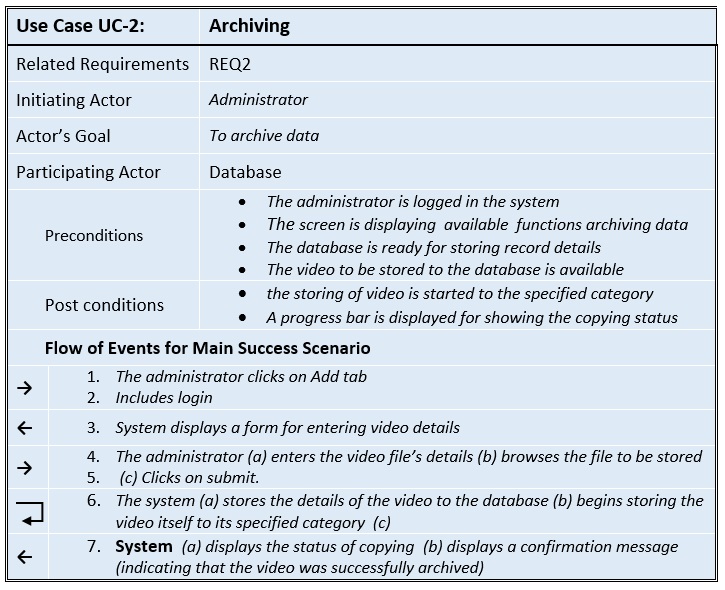 Use Case UC-2: Archiving
Related Requirements REQ2
Initiating Actor Administrator
Actor's Goal To archive data
Participating Actor Database
Preconditions
• The administrator is logged in the system
• The screen is displaying available functions archiving data
• The database is ready for storing record details
• The video to be stored to the database is available
Post conditions
• the storing of video is started to the specified category
• A progress bar is displayed for showing the copying status
Flow of Events for Main Success Scenario
→ 1. The administrator clicks on Add tab
2. Includes login
← 3. System displays a form for entering video details
→ 4. The administrator (a) enters the video file's details (b) browses the file to be stored
5. (c) Clicks on submit.
6. The system (a) stores the details of the video to the database (b) begins storing the
video itself to its specified category (c)
← 7. System (a) displays the status of copying (b) displays a confirmation message
(indicating that the video was successfully archived)